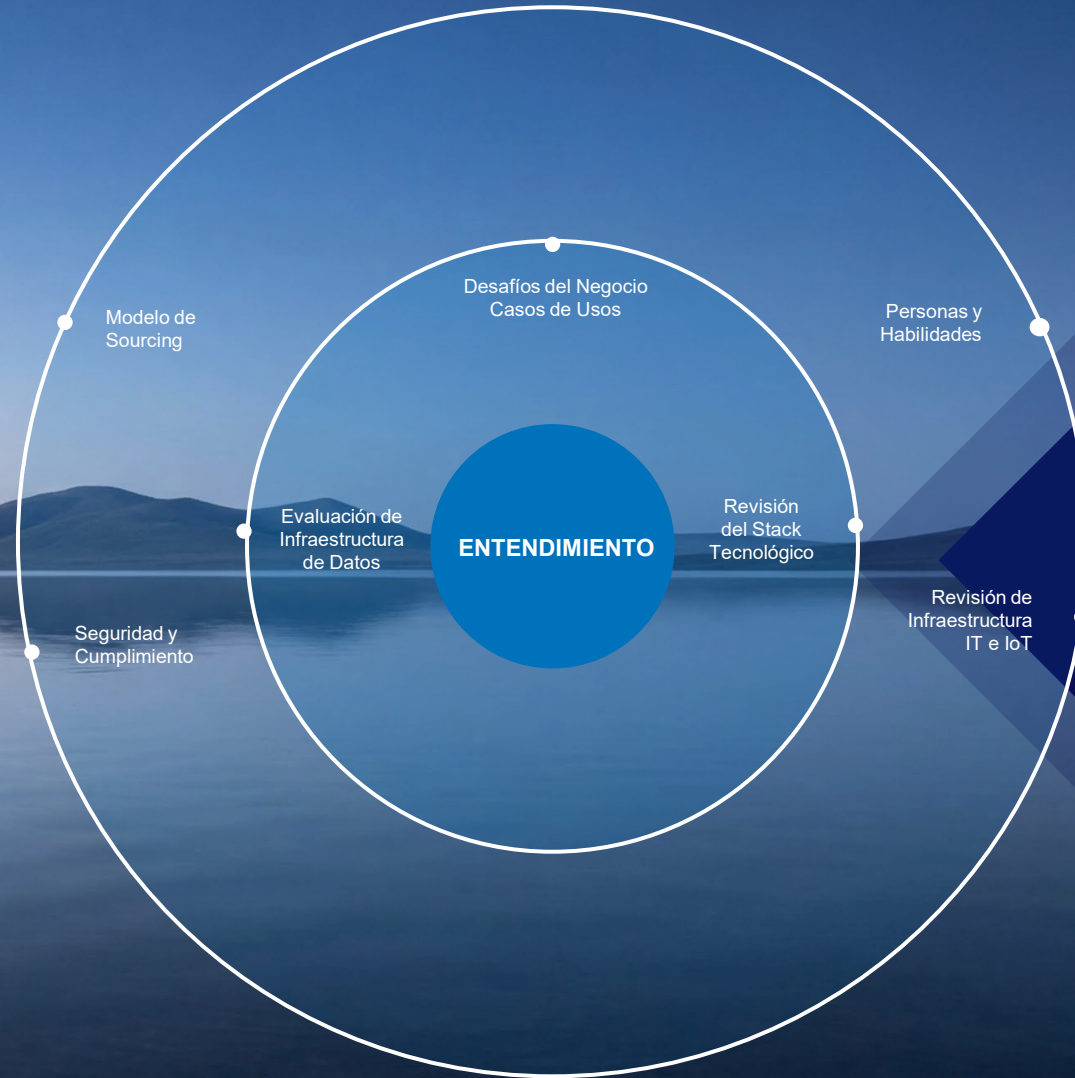 Desafíos del Negocio
Casos de Usos
Modelo de
Sourcing
Personas y
Habilidades
Evaluación de
Infraestructura
de Datos
ENTENDIMIENTO
Revisión
del Stack
Tecnológico
Seguridad y
Cumplimiento
Revisión de
Infraestructura
IT e IoT